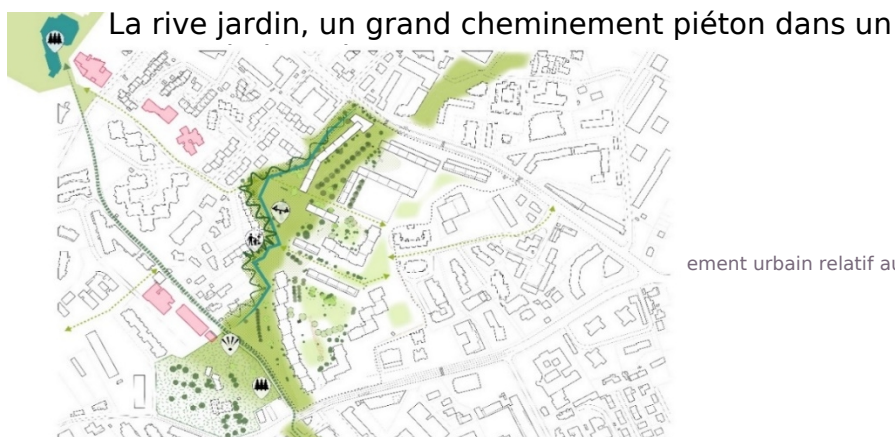 La rive jardin, un grand cheminement piéton dans un
ement urbain relatif au